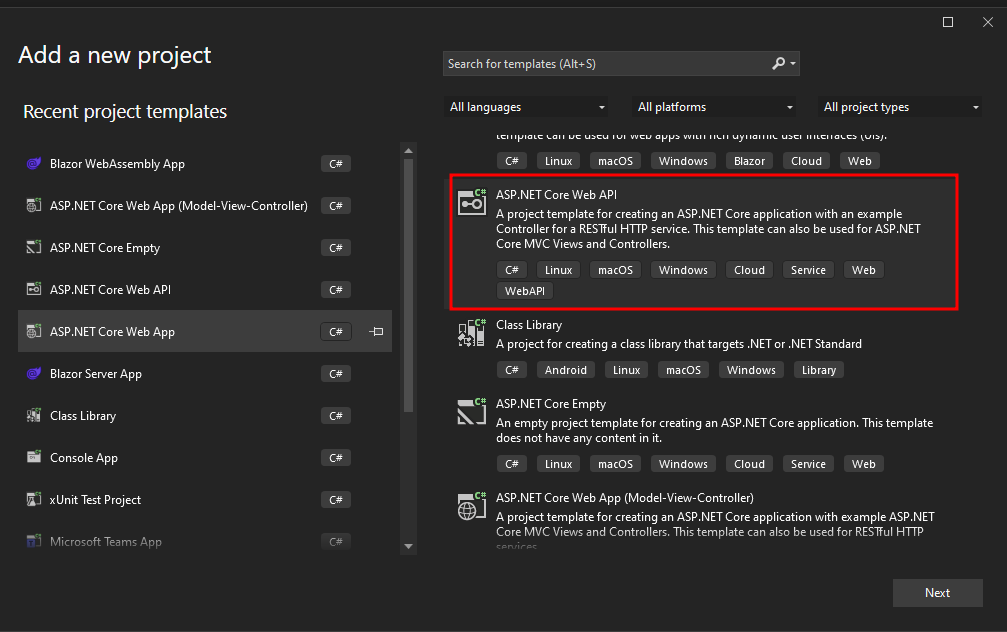 Add a new project
Search for templates (Alt+S)
Recent project templates
All languages
All platforms
All project types
Blazor WebAssembly App
C#
ASP.NET Core Web App (Model-View-Controller)
C#
ASP.NET Core Empty
C#
ASP.NET Core Web API
C#
ASP.NET Core Web App
C#
Blazor Server App
C#
Class Library
C#
Console App
C#
xUnit Test Project
C#
Microsoft Teams App
C#
template can be used for web apps with rich dynamic user interfaces (UIs).
C# Linux macOS Windows Blazor Cloud Web
ASP.NET Core Web API
A project template for creating an ASP.NET Core application with an example
Controller for a RESTful HTTP service. This template can also be used for ASP.NET
Core MVC Views and Controllers.
C# Linux macOS Windows Cloud Service Web
WebAPI
Class Library
A project for creating a class library that targets .NET or .NET Standard
C# Android Linux macOS Windows Library
ASP.NET Core Empty
An empty project template for creating an ASP.NET Core application. This template
does not have any content in it.
C# Linux macOS Windows Cloud Service Web
ASP.NET Core Web App (Model-View-Controller)
A project template for creating an ASP.NET Core application with example ASP.NET
Core MVC Views and Controllers. This template can also be used for RESTful HTTP
services.
Next